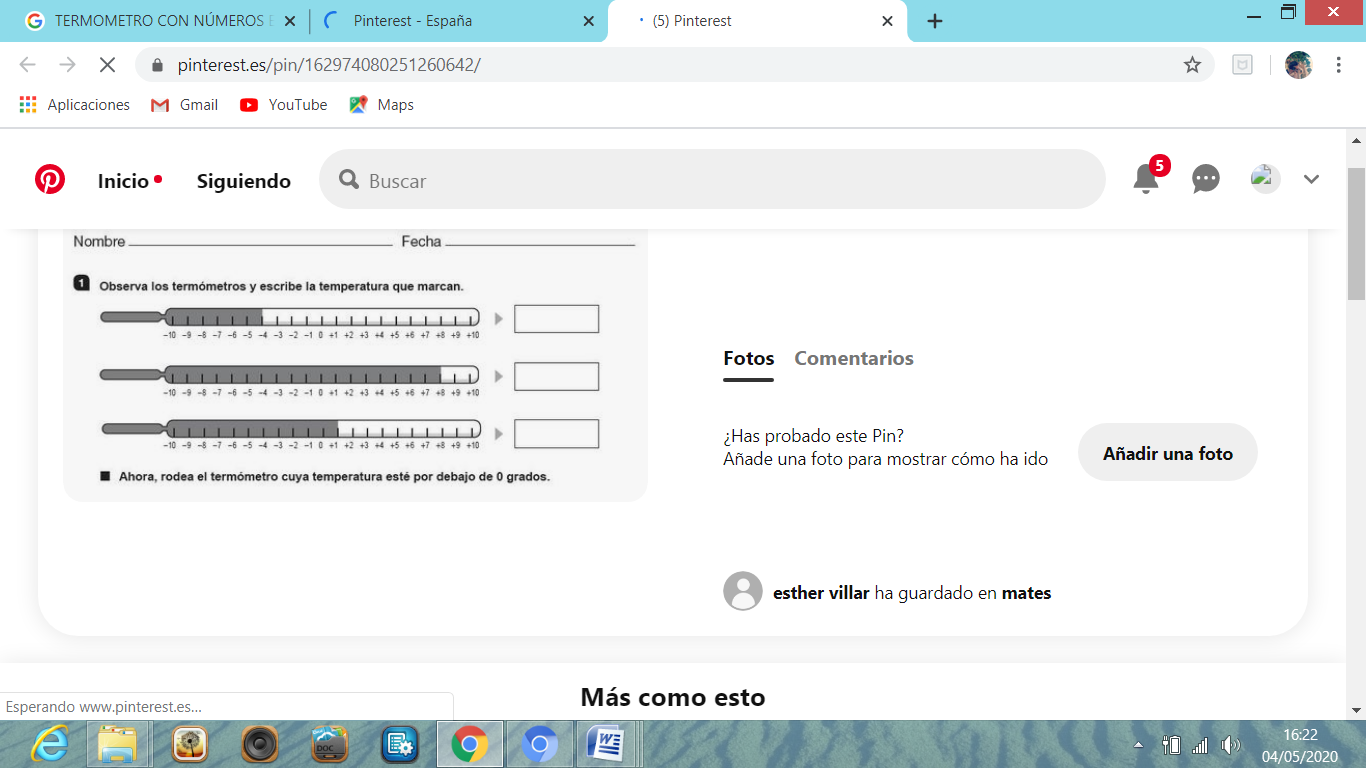 TERMOMETRO CON NÚMEROS E
Pinterest - España
(5) Pinterest
pinterest.es/pin/162974080251260642/
Aplicaciones
Gmail
YouTube
Maps
Inicio
Siguiendo
Buscar
5
Nombre
Fecha
1 Observa los termómetros y escribe la temperatura que marcan.
–10 –9 –8 –7 –6 –5 –4 –3 –2 –1 0 +1 +2 +3 +4 +5 +6 +7 +8 +9 +10
–10 –9 –8 –7 –6 –5 –4 –3 –2 –1 0 +1 +2 +3 +4 +5 +6 +7 +8 +9 +10
–10 –9 –8 –7 –6 –5 –4 –3 –2 –1 0 +1 +2 +3 +4 +5 +6 +7 +8 +9 +10
Ahora, rodea el termómetro cuya temperatura esté por debajo de 0 grados.
Fotos
Comentarios
¿Has probado este Pin?
Añade una foto para mostrar cómo ha ido
Añadir una foto
esther villar ha guardado en mates
Más como esto
Esperando www.pinterest.es...
DOC
16:22
04/05/2020